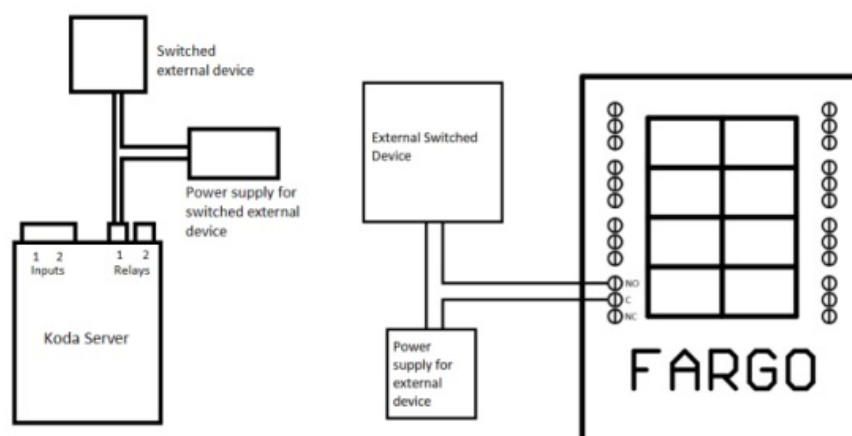 Switched
external device
Power supply for
switched external
device
1 2
Inputs
1 2
Relays
Koda Server
External Switched
Device
NO
C
NC
Power
supply for
external
device
FARGO